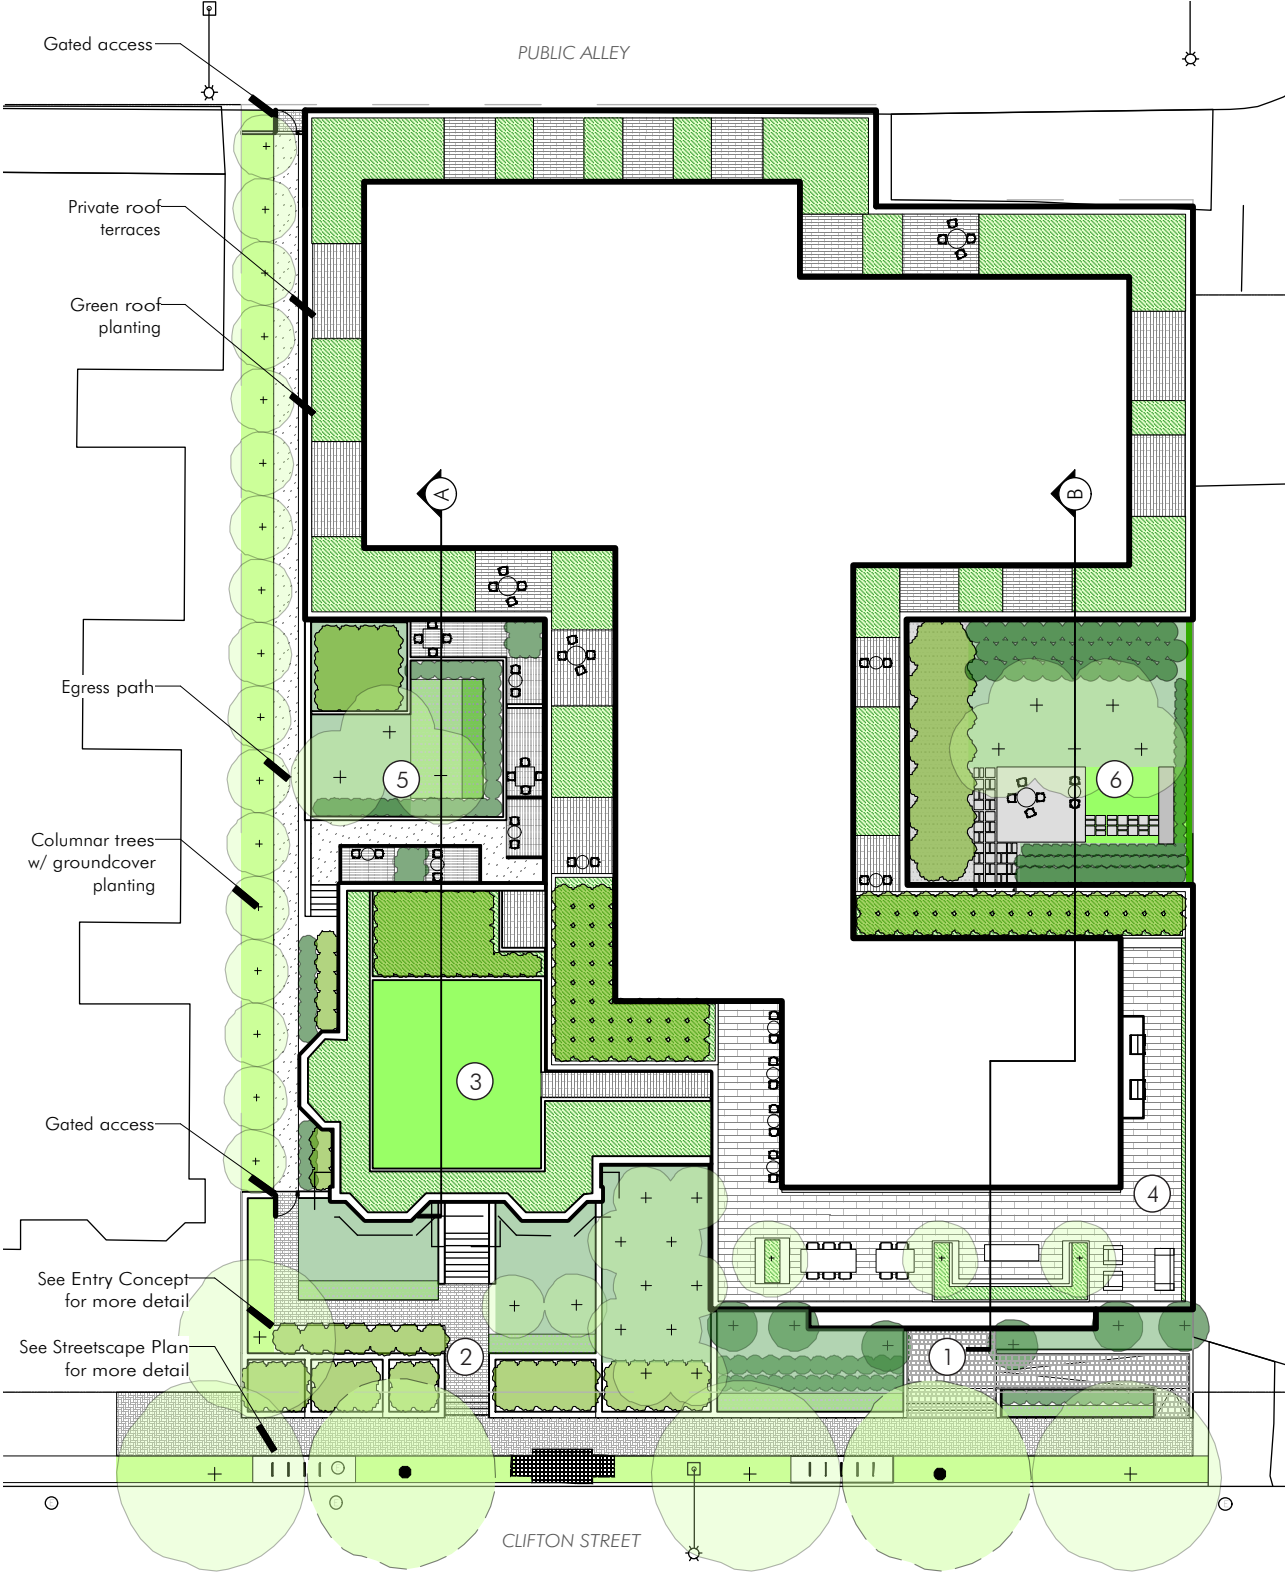 PUBLIC ALLEY
Gated access
Private roof
terraces
Green roof
planting
A
B
Egress path
5
6
Columnar trees
w/ groundcover
planting
3
Gated access
4
See Entry Concept
for more detail
See Streetscape Plan
for more detail
2
1
CLIFTON STREET